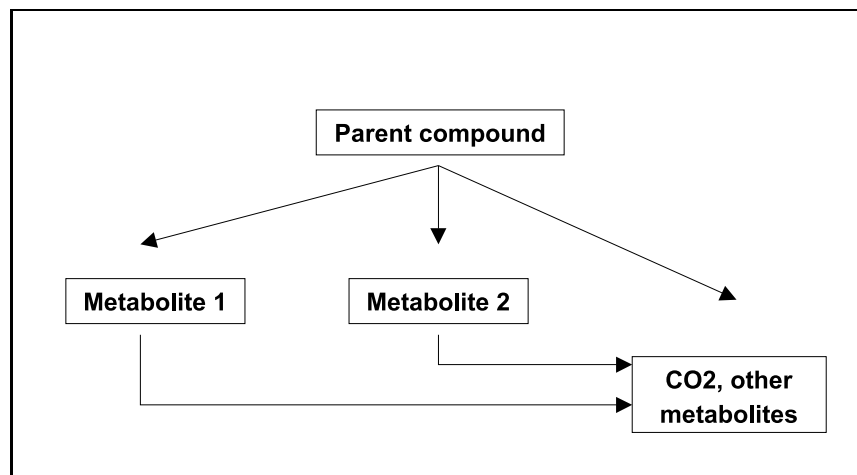 Parent compound
Metabolite 1
Metabolite 2
CO2, other
metabolites